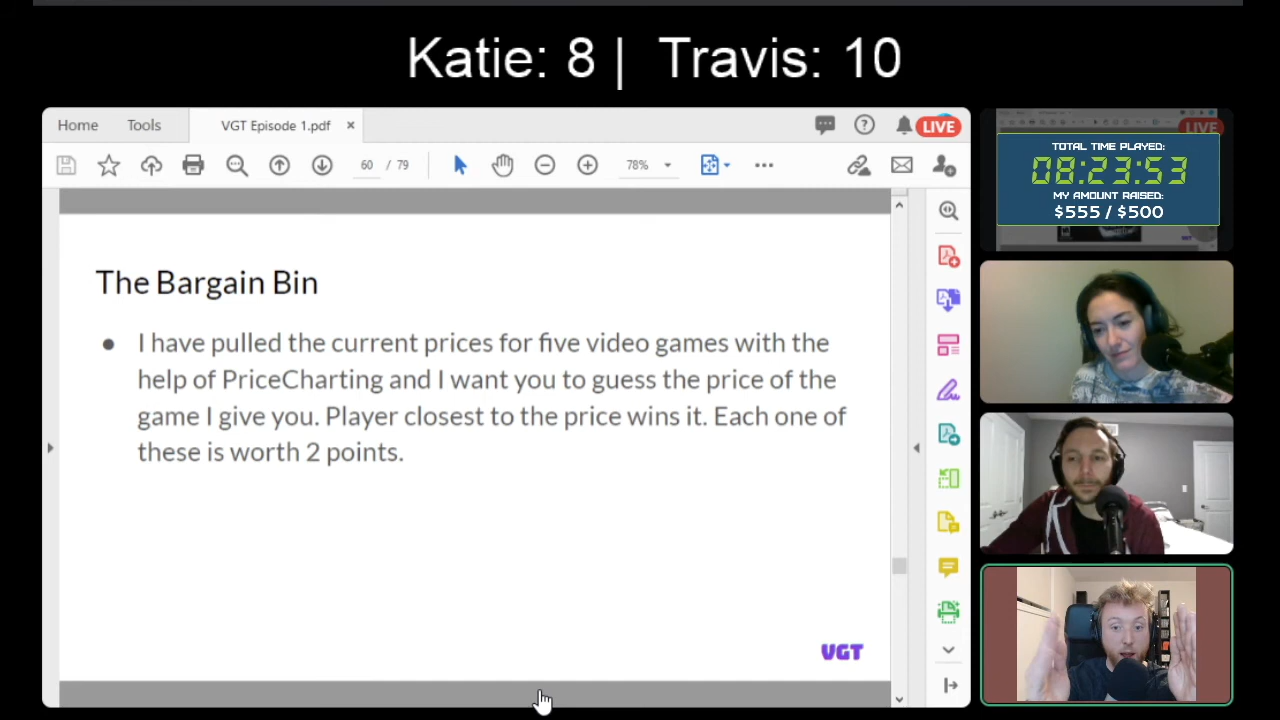 Katie: 8 | Travis: 10
Home Tools VGT Episode 1.pdf × LIVE
60 / 79 78%
The Bargain Bin
● I have pulled the current prices for five video games with the
help of PriceCharting and I want you to guess the price of the
game I give you. Player closest to the price wins it. Each one of
these is worth 2 points.
VGT
LIVE
TOTAL TIME PLAYED:
08:23:53
MY AMOUNT RAISED:
$555 / $500